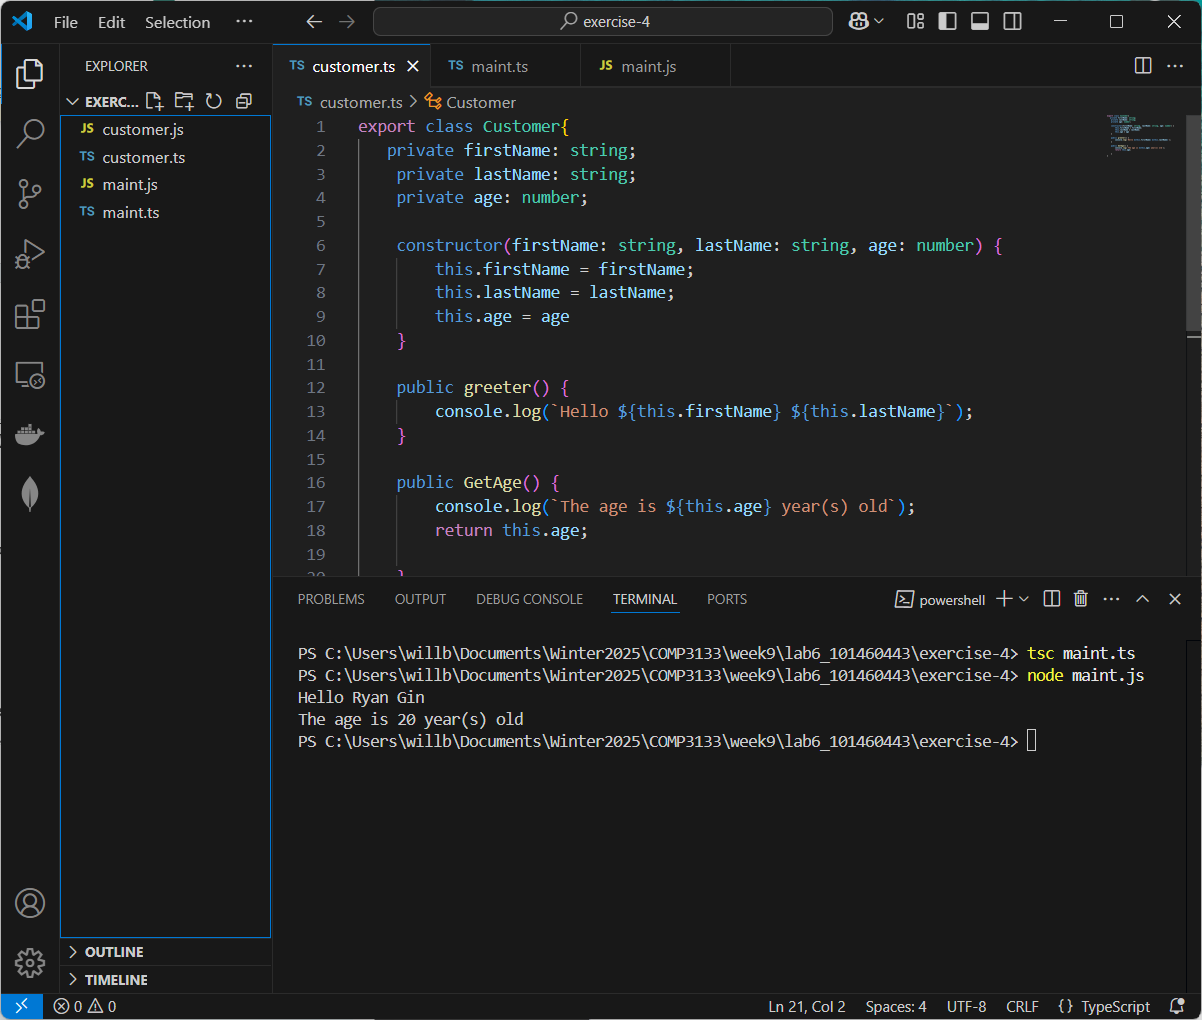 File Edit Selection ··· exercise-4
EXPLORER ···
EXERC...
JS customer.js
TS customer.ts
JS maint.js
TS maint.ts
OUTLINE
TIMELINE
TS customer.ts TS maint.ts JS maint.js
TS customer.ts > Customer
1 export class Customer{
2 private firstName: string;
3 private lastName: string;
4 private age: number;
5
6 constructor(firstName: string, lastName: string, age: number) {
7 this.firstName = firstName;
8 this.lastName = lastName;
9 this.age = age
10 }
11
12 public greeter() {
13 console.log(`Hello ${this.firstName} ${this.lastName}`);
14 }
15
16 public GetAge() {
17 console.log(`The age is ${this.age} year(s) old`);
18 return this.age;
19
20 }
PROBLEMS OUTPUT DEBUG CONSOLE TERMINAL PORTS powershell ···
PS C:\Users\willb\Documents\Winter2025\COMP3133\week9\lab6_101460443\exercise-4> tsc maint.ts
PS C:\Users\willb\Documents\Winter2025\COMP3133\week9\lab6_101460443\exercise-4> node maint.js
Hello Ryan Gin
The age is 20 year(s) old
PS C:\Users\willb\Documents\Winter2025\COMP3133\week9\lab6_101460443\exercise-4>
0 0 Ln 21, Col 2 Spaces: 4 UTF-8 CRLF {} TypeScript